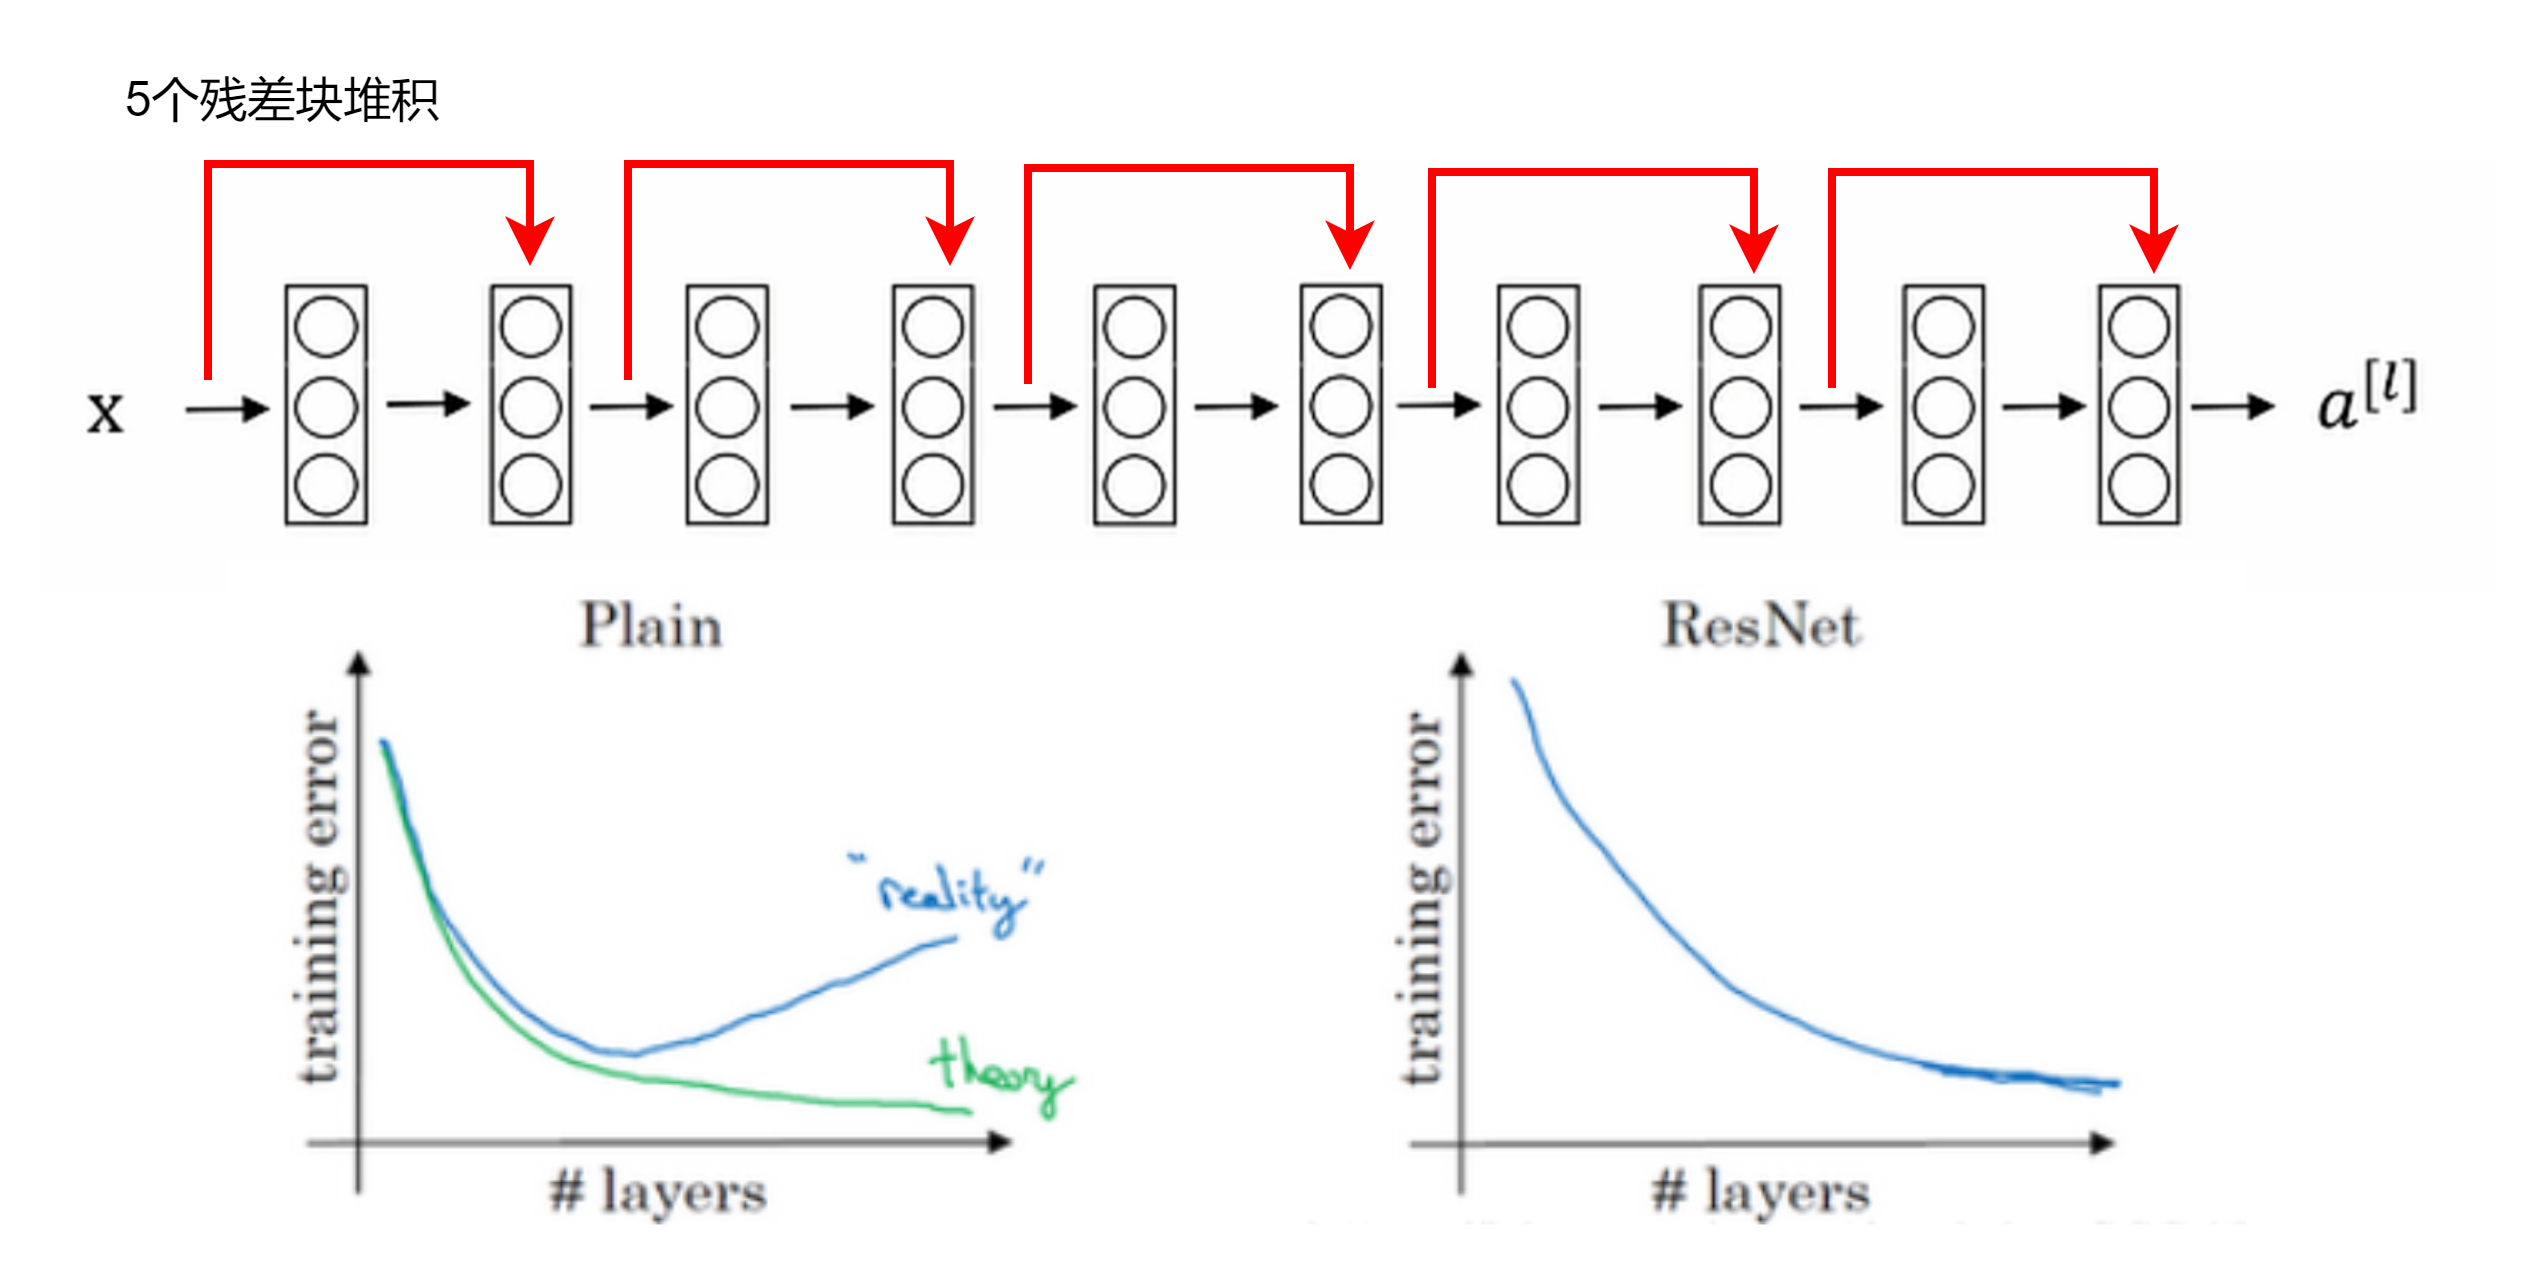 5个残差块堆积
x
a[l]
Plain
ResNet
training error
"reality"
theory
# layers
training error
# layers